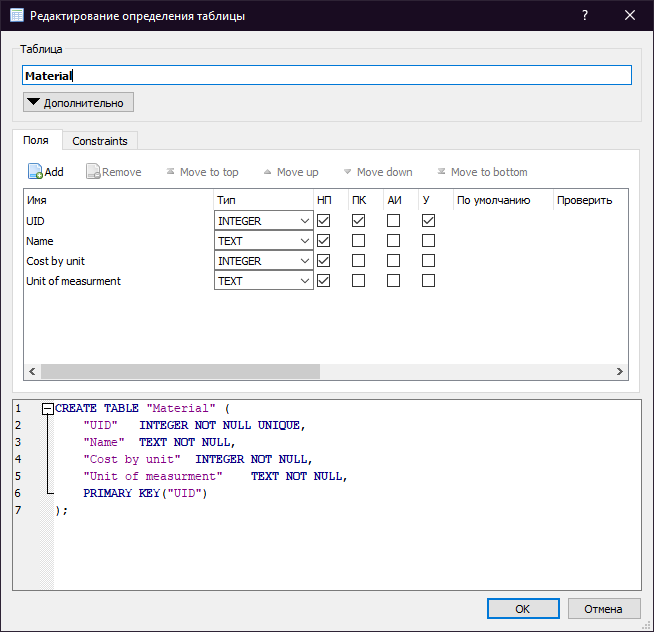 Редактирование определения таблицы
?
Таблица
Material
Дополнительно
Поля Constraints
Add Remove Move to top Move up Move down Move to bottom
Имя Тип НП ПК АИ У По умолчанию Проверить
UID INTEGER
Name TEXT
Cost by unit INTEGER
Unit of measurment TEXT
1 CREATE TABLE "Material" (
2 "UID" INTEGER NOT NULL UNIQUE,
3 "Name" TEXT NOT NULL,
4 "Cost by unit" INTEGER NOT NULL,
5 "Unit of measurment" TEXT NOT NULL,
6 PRIMARY KEY("UID")
7 );
OK Отмена